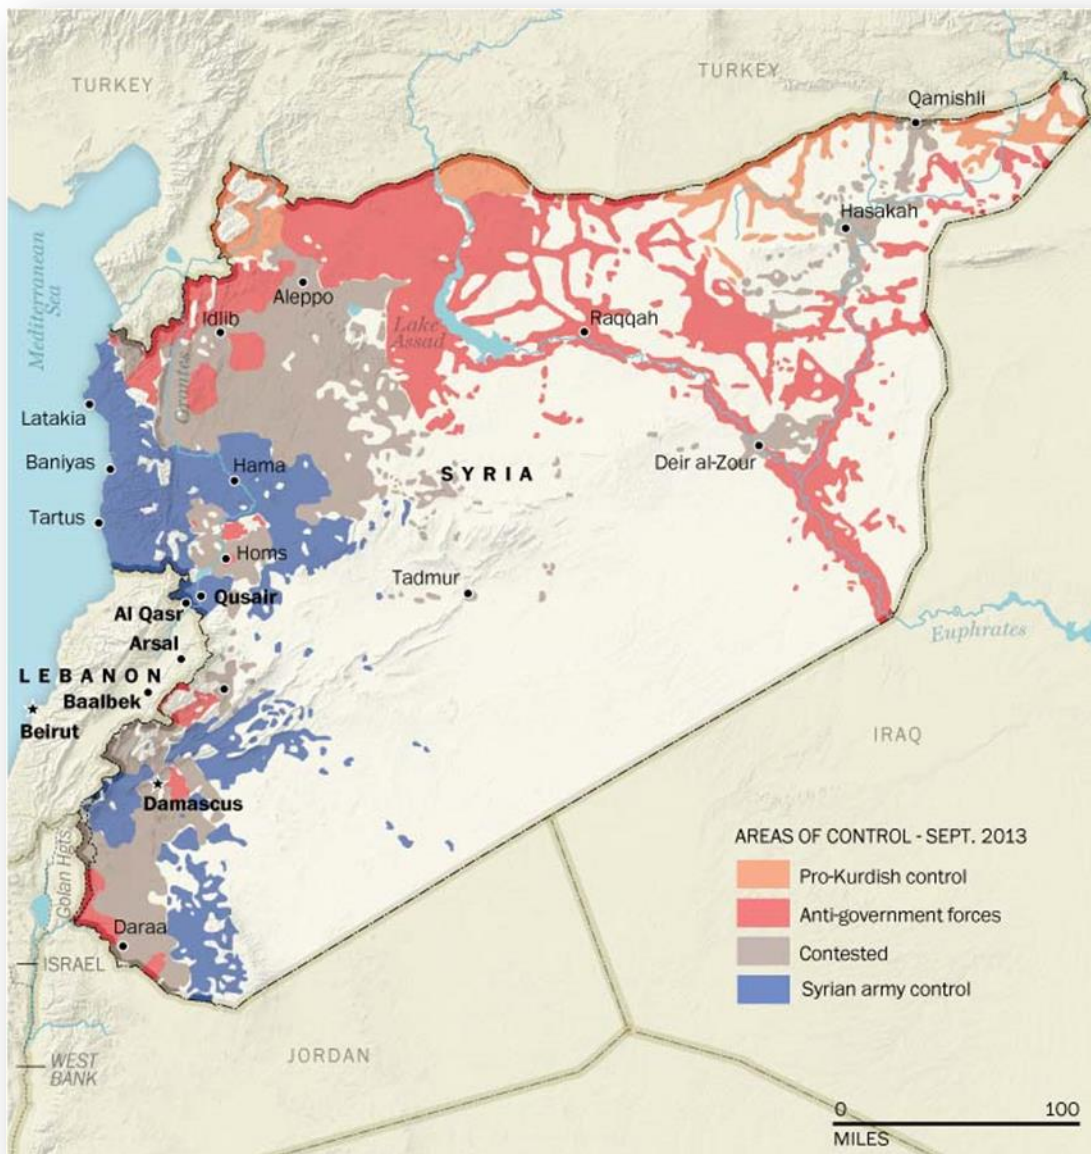 TURKEY
TURKEY
Qamishli
Hasakah
Mediterranean
Sea
Aleppo
Idlib
Lake
Assad
Raqqah
Orontes
Latakia
Baniyas
Hama
SYRIA
Deir al-Zour
Tartus
Homs
Tadmur
Qusair
Al Qasr
Arsal
Euphrates
LEBANON
Baalbek
Beirut
IRAQ
Damascus
Golan Hgts.
Daraa
ISRAEL
JORDAN
WEST
BANK
AREAS OF CONTROL - SEPT. 2013
Pro-Kurdish control
Anti-government forces
Contested
Syrian army control
0 100
MILES